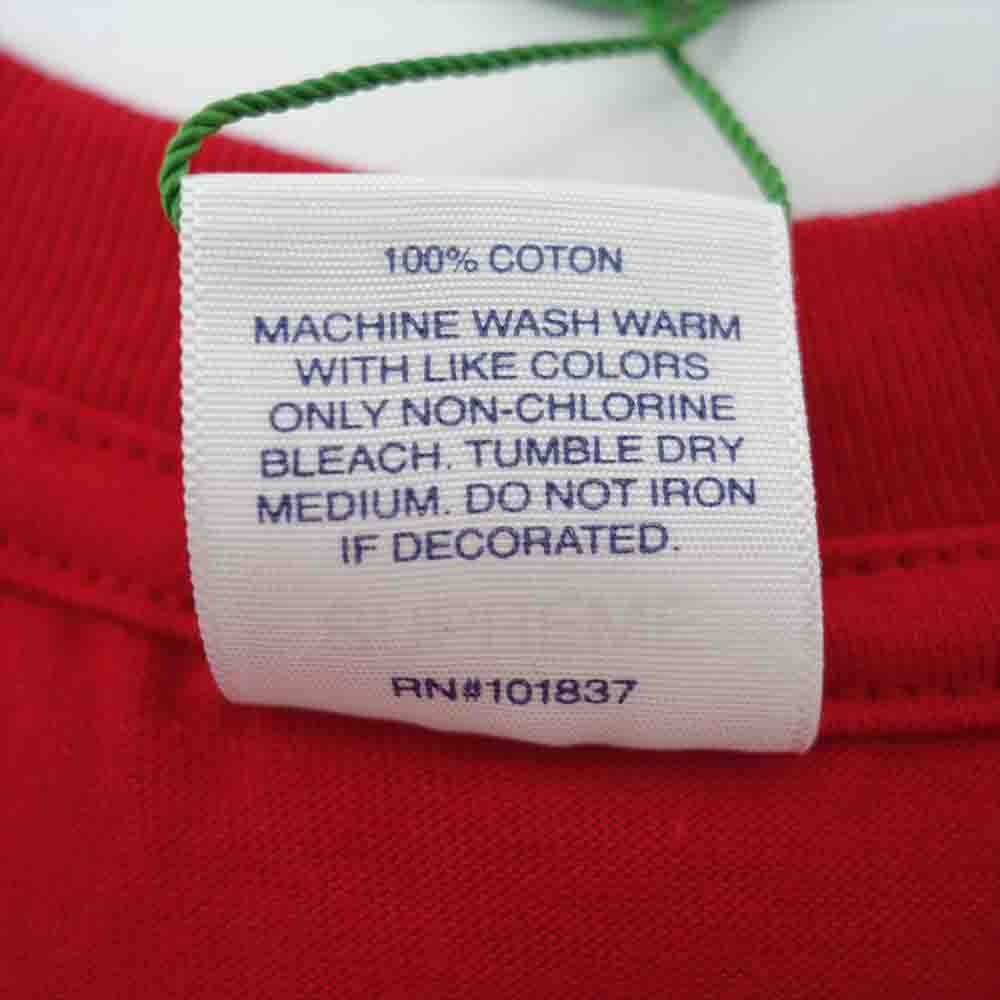 100% COTON
MACHINE WASH WARM
WITH LIKE COLORS
ONLY NON-CHLORINE
BLEACH. TUMBLE DRY
MEDIUM. DO NOT IRON
IF DECORATED.
RN#101837